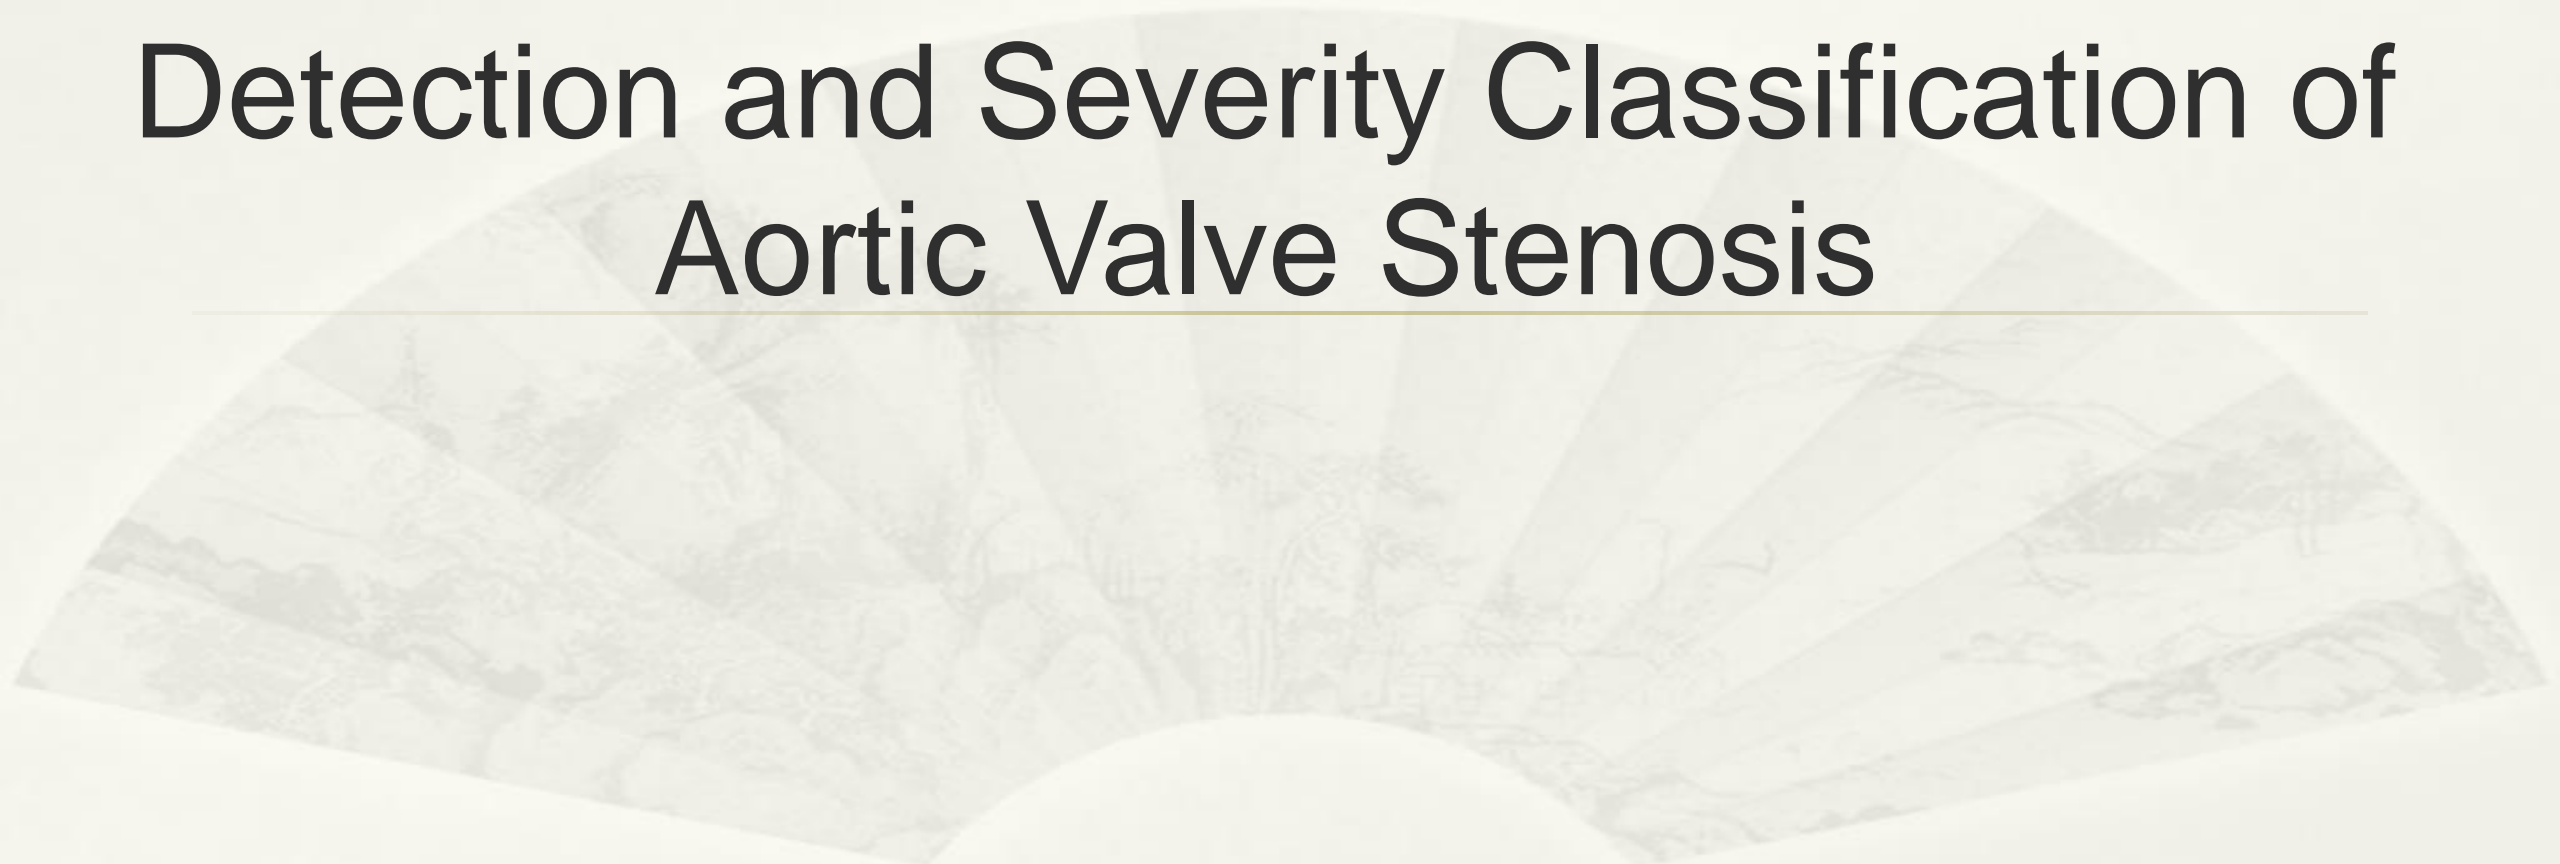 Detection and Severity Classification of
Aortic Valve Stenosis